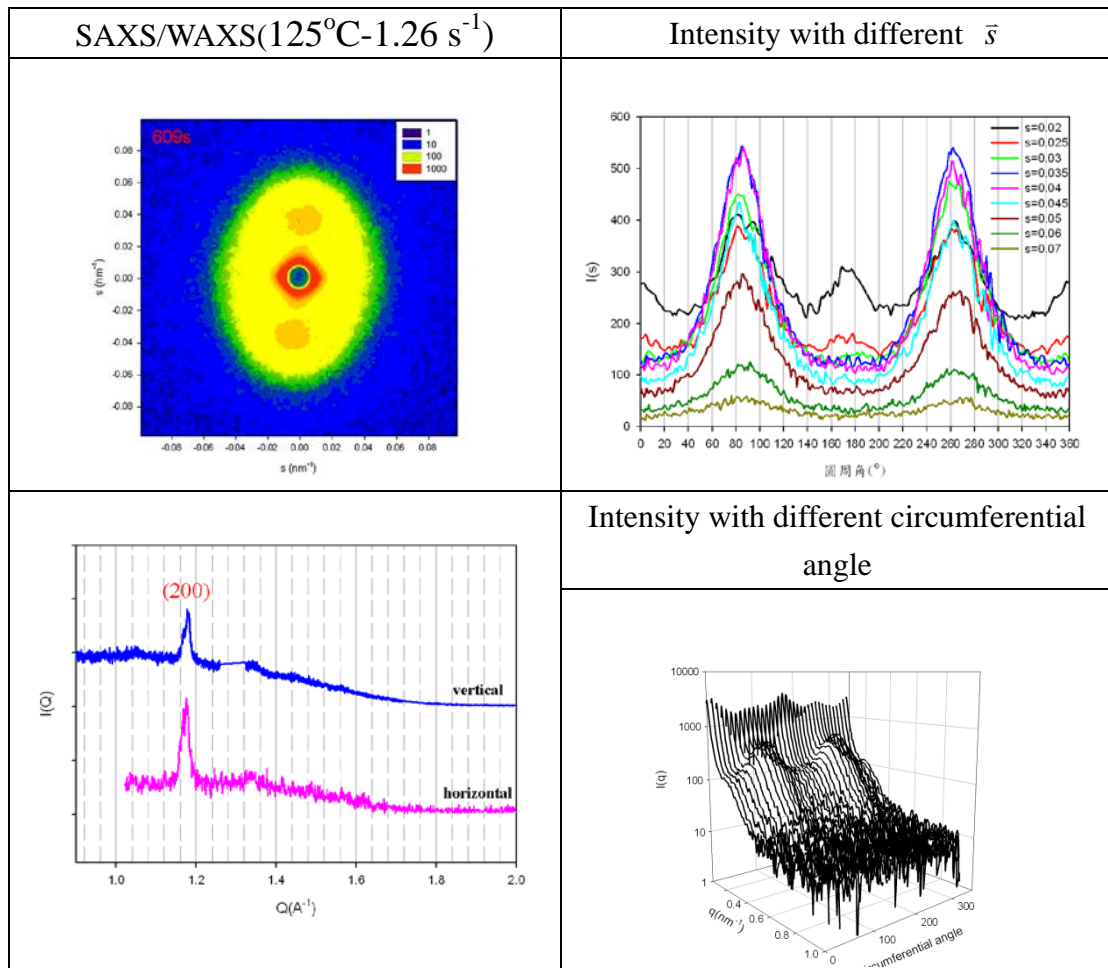 SAXS/WAXS(125°C-1.26 s⁻¹)
Intensity with different s̄
609s
1
10
100
1000
0.08
0.06
0.04
0.02
0.00
-0.02
-0.04
-0.06
-0.08
s (nm⁻¹)
-0.08 -0.06 -0.04 -0.02 0.00 0.02 0.04 0.06 0.08
s (nm⁻¹)
600
500
400
300
200
100
0
I(s)
s=0.02
s=0.025
s=0.03
s=0.035
s=0.04
s=0.045
s=0.05
s=0.06
s=0.07
0 20 40 60 80 100 120 140 160 180 200 220 240 260 280 300 320 340 360
圓周角(°)
(200)
vertical
horizontal
I(Q)
1.0 1.2 1.4 1.6 1.8 2.0
Q(A⁻¹)
Intensity with different circumferential
angle
10000
1000
100
10
1
I(q)
0.4
0.6
0.8
1.0
q(nm⁻¹)
0
100
200
300
circumferential angle